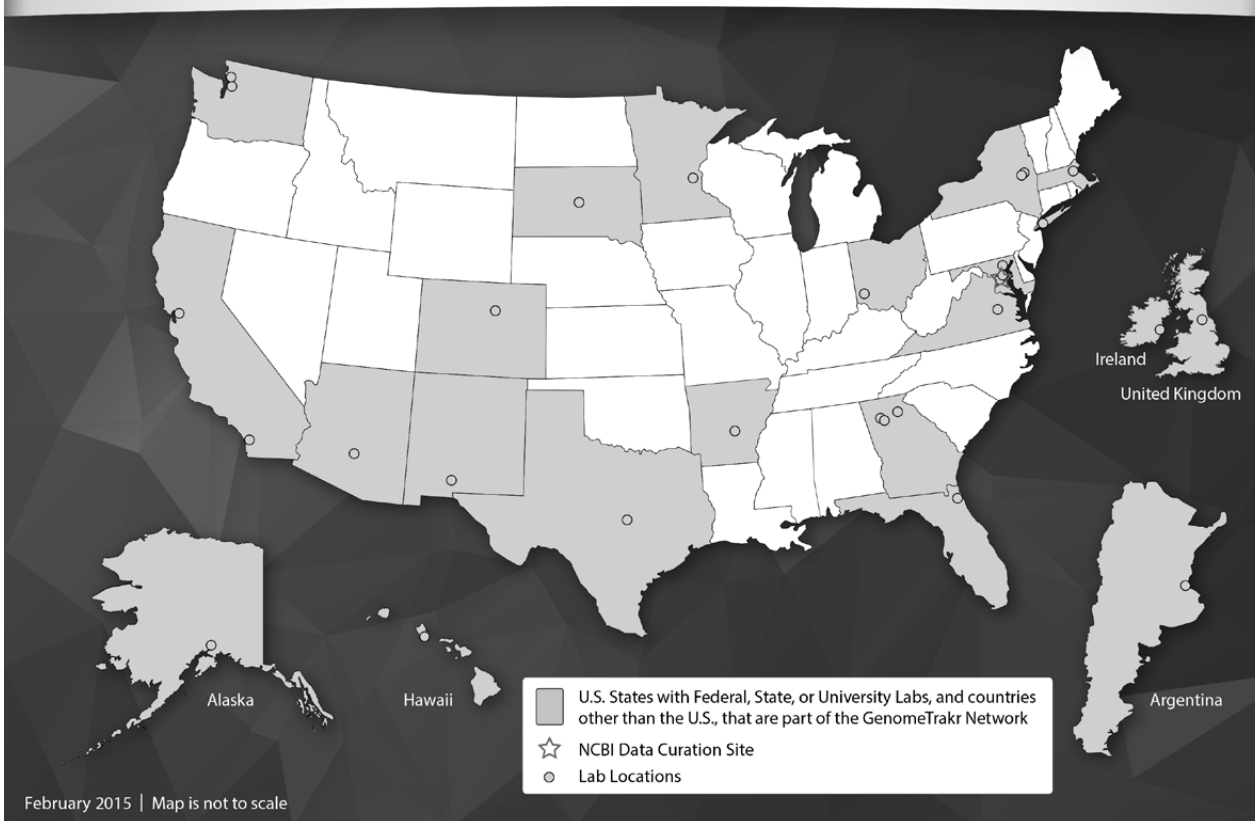 Ireland
United Kingdom
Alaska
Hawaii
Argentina
U.S. States with Federal, State, or University Labs, and countries
other than the U.S., that are part of the GenomeTrakr Network
NCBI Data Curation Site
Lab Locations
February 2015 | Map is not to scale